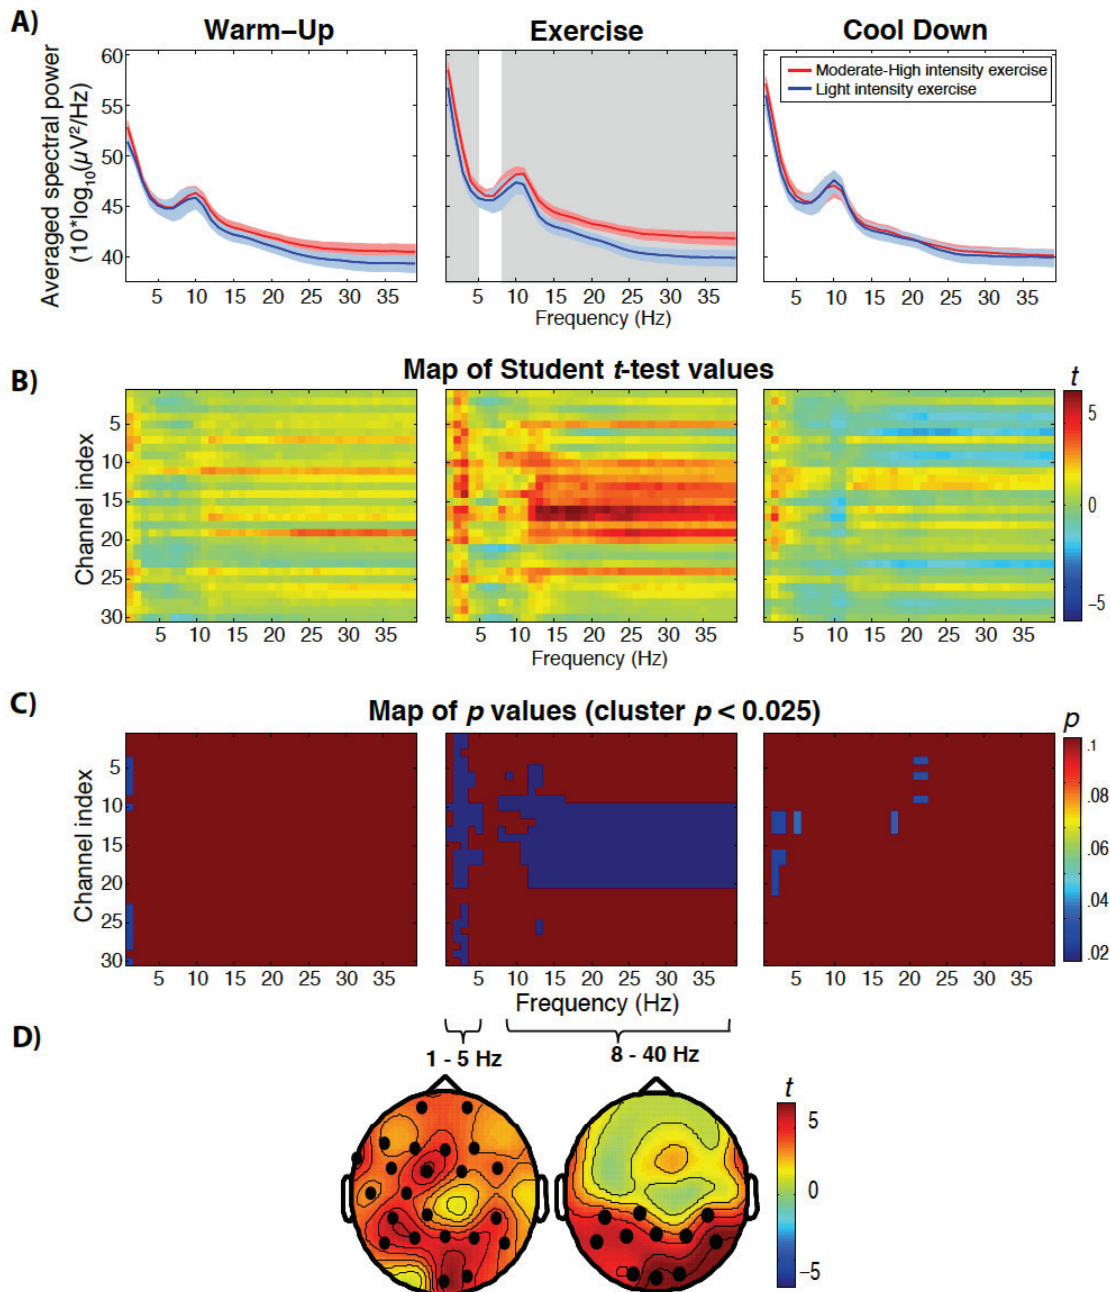 A)
Warm–Up Exercise Cool Down
Averaged spectral power
(10*log10(μV²/Hz)
60
55
50
45
40
Moderate-High intensity exercise
Light intensity exercise
5 10 15 20 25 30 35
5 10 15 20 25 30 35
5 10 15 20 25 30 35
Frequency (Hz)
B)
Map of Student t-test values
t
Channel index
5
10
15
20
25
30
5
0
−5
5 10 15 20 25 30 35
5 10 15 20 25 30 35
5 10 15 20 25 30 35
Frequency (Hz)
C)
Map of p values (cluster p < 0.025)
p
Channel index
5
10
15
20
25
30
.1
.08
.06
.04
.02
5 10 15 20 25 30 35
5 10 15 20 25 30 35
5 10 15 20 25 30 35
Frequency (Hz)
D)
1 - 5 Hz 8 - 40 Hz
t
5
0
−5